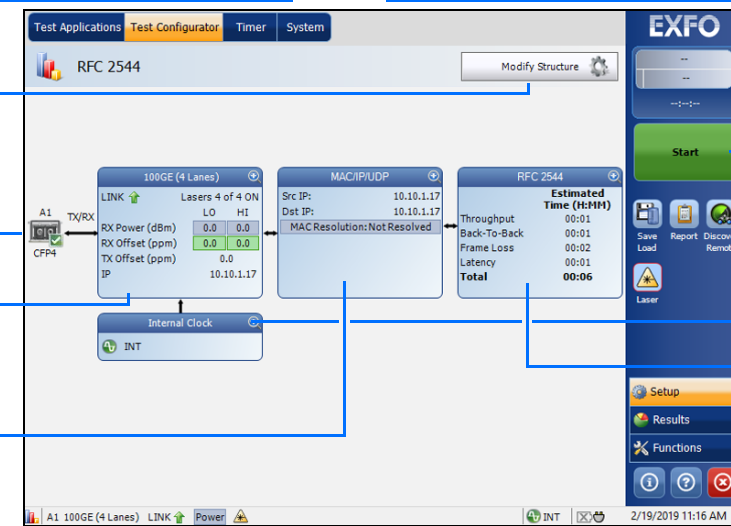 Test Applications Test Configurator Timer System
EXFO
RFC 2544
Modify Structure
--
--
--:--:--
Start
100GE (4 Lanes)
LINK Lasers 4 of 4 ON
LO HI
RX Power (dBm) 0.0 0.0
RX Offset (ppm) 0.0 0.0
TX Offset (ppm) 0.0
IP 10.10.1.17
A1
TX/RX
CFP4
MAC/IP/UDP
Src IP: 10.10.1.17
Dst IP: 10.10.1.17
MAC Resolution: Not Resolved
RFC 2544
Estimated
Time (H:MM)
Throughput 00:01
Back-To-Back 00:01
Frame Loss 00:02
Latency 00:01
Total 00:06
Save
Load
Report
Discov
Remot
Laser
Internal Clock
INT
Setup
Results
Functions
A1 100GE (4 Lanes) LINK Power INT 2/19/2019 11:16 AM